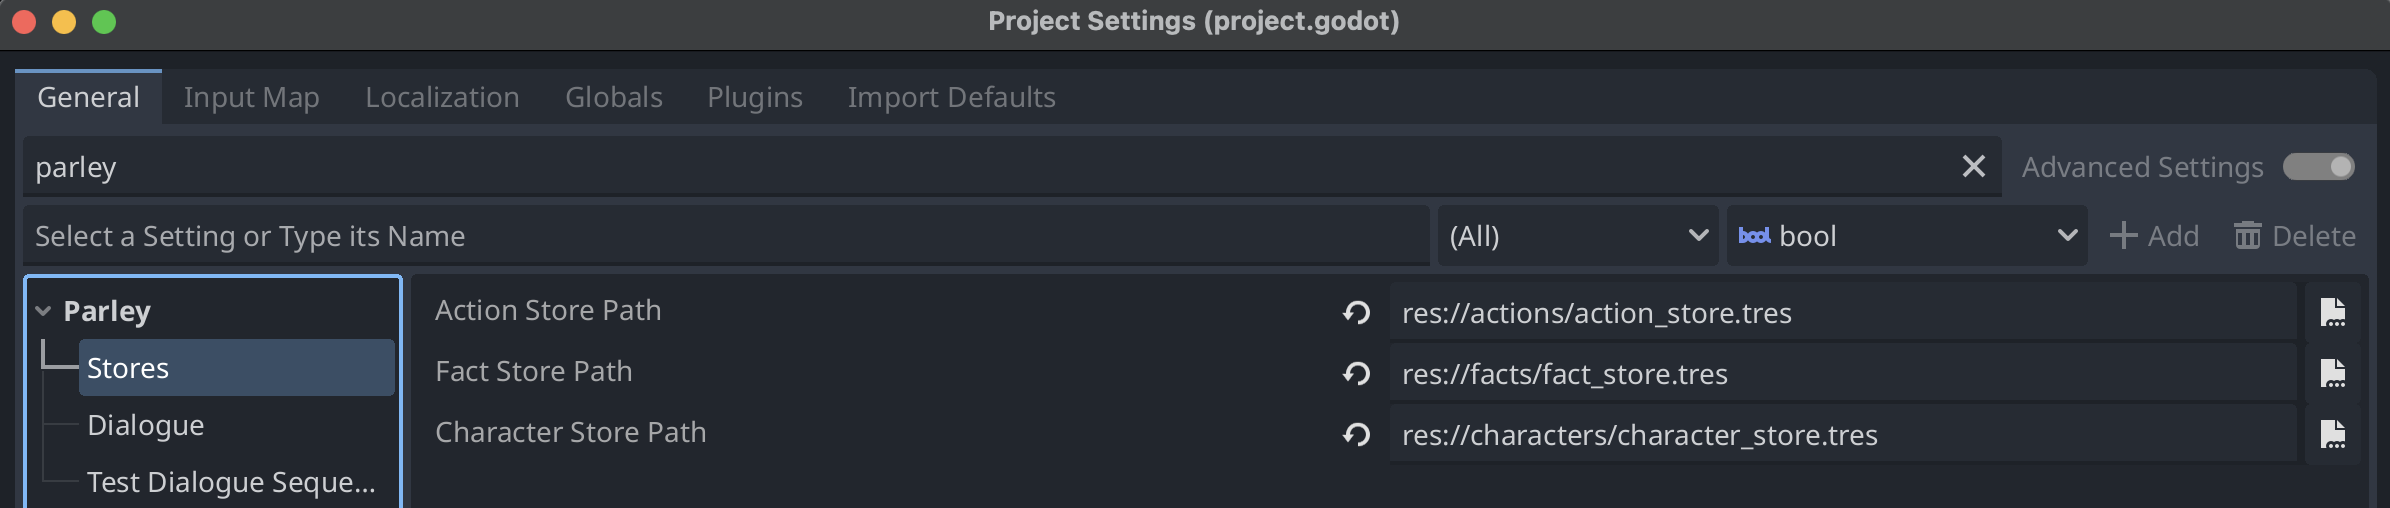 Project Settings (project.godot)
General Input Map Localization Globals Plugins Import Defaults
parley Advanced Settings
Select a Setting or Type its Name (All) bool bool Add Delete
Parley
Stores
Dialogue
Test Dialogue Seque...
Action Store Path res://actions/action_store.tres
Fact Store Path res://facts/fact_store.tres
Character Store Path res://characters/character_store.tres